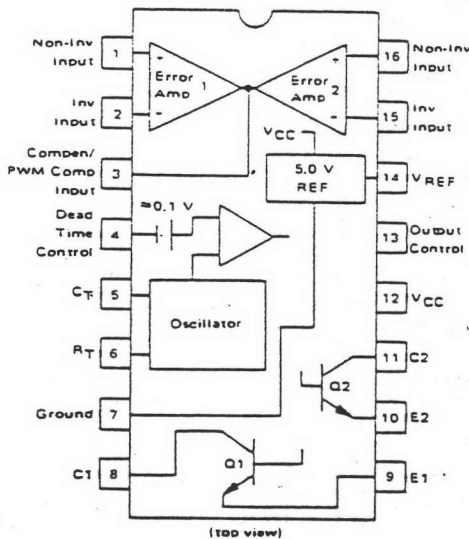 Non-Inv
Input
1
+
Error
Amp
1
Error
Amp
2
+
16
Non-Inv
Input
Inv
Input
2
−
−
15
Inv
Input
Compen/
PWM Comp
Input
3
VCC
5.0 V
REF
14
VREF
Dead
Time
Control
4
≈0.1 V
13
Output
Control
CT
5
Oscillator
12
VCC
RT
6
11
C2
Q2
Ground
7
10
E2
C1
8
Q1
9
E1
(top view)